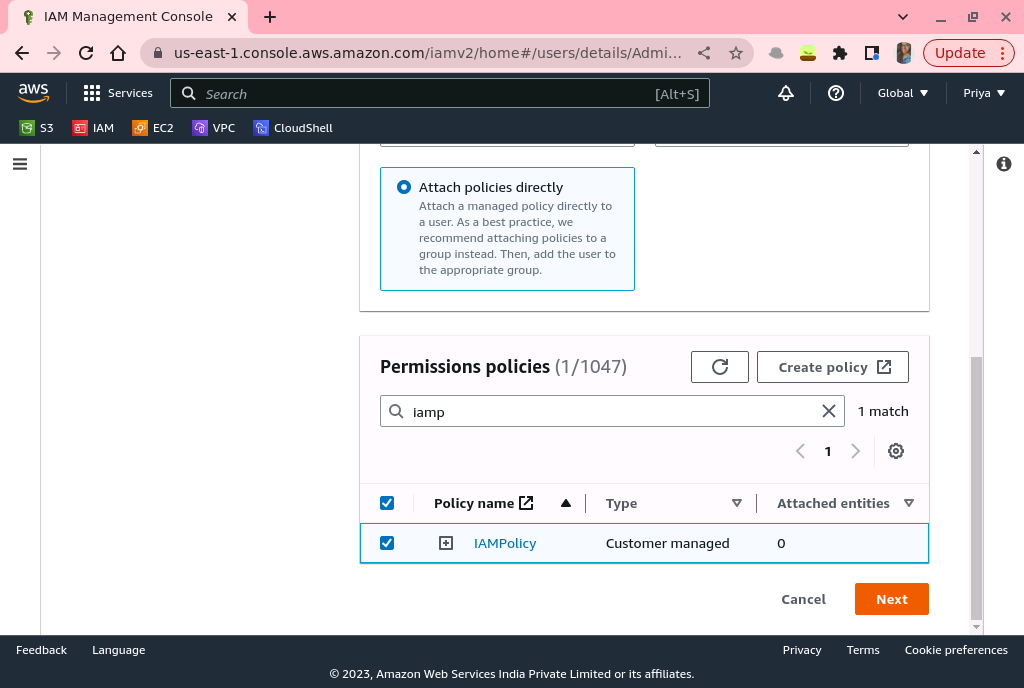 IAM Management Console
us-east-1.console.aws.amazon.com/iamv2/home#/users/details/Admi...
Update
aws
Services
Search
[Alt+S]
Global
Priya
S3
IAM
EC2
VPC
CloudShell
Attach policies directly
Attach a managed policy directly to
a user. As a best practice, we
recommend attaching policies to a
group instead. Then, add the user to
the appropriate group.
Permissions policies (1/1047)
Create policy
iamp
1 match
1
Policy name
Type
Attached entities
IAMPolicy
Customer managed
0
Cancel
Next
Feedback
Language
Privacy
Terms
Cookie preferences
© 2023, Amazon Web Services India Private Limited or its affiliates.